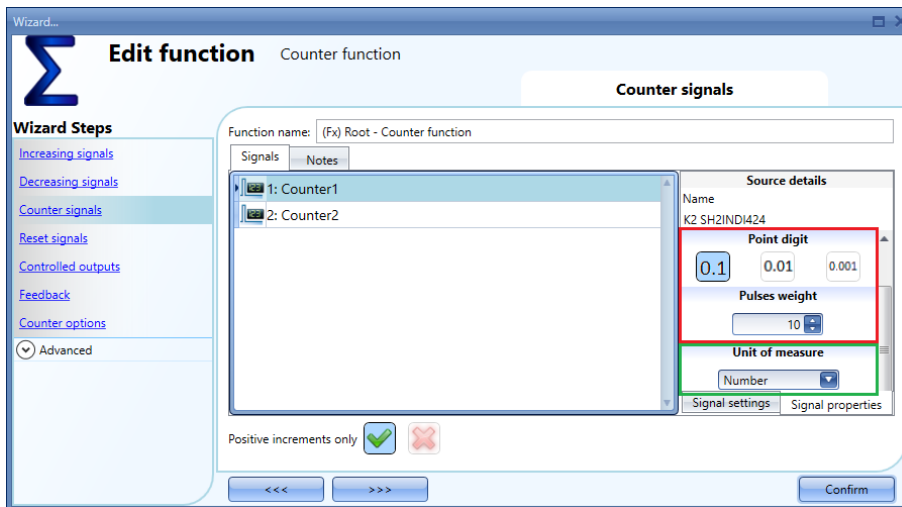 Wizard...
Edit function Counter function
Counter signals
Wizard Steps
Increasing signals
Decreasing signals
Counter signals
Reset signals
Controlled outputs
Feedback
Counter options
Advanced
Function name: (Fx) Root - Counter function
Signals Notes
1: Counter1
2: Counter2
Source details
Name
K2 SH2INDI424
Point digit
0.1 0.01 0.001
Pulses weight
10
Unit of measure
Number
Signal settings Signal properties
Positive increments only
<<< >>> Confirm